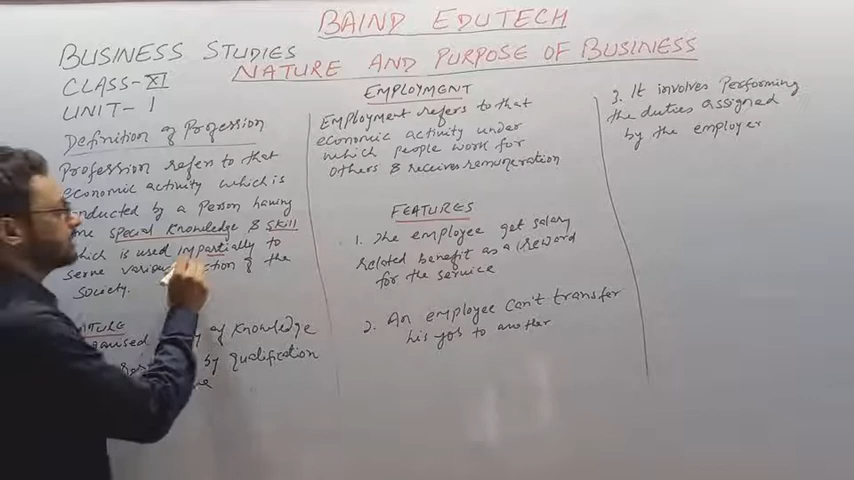 BAIND EDUTECH
BUSINESS STUDIES
CLASS-XI
UNIT-1
NATURE AND PURPOSE OF BUSINESS
Definition of Profession
Profession refers to that
economic activity which is
conducted by a Person having
special Knowledge & Skill
which is used impartially to
serve various of the
society.
by of Knowledge
by Qualification
EMPLOYMENT
Employment refers to that
economic activity under
which people work for
others & receives remuneration
FEATURES
1. The employee get salary
related benefit as a (reward
for the service
2. An employee Can't transfer
his job to another
3. It involves Performing
the duties assigned
by the employer